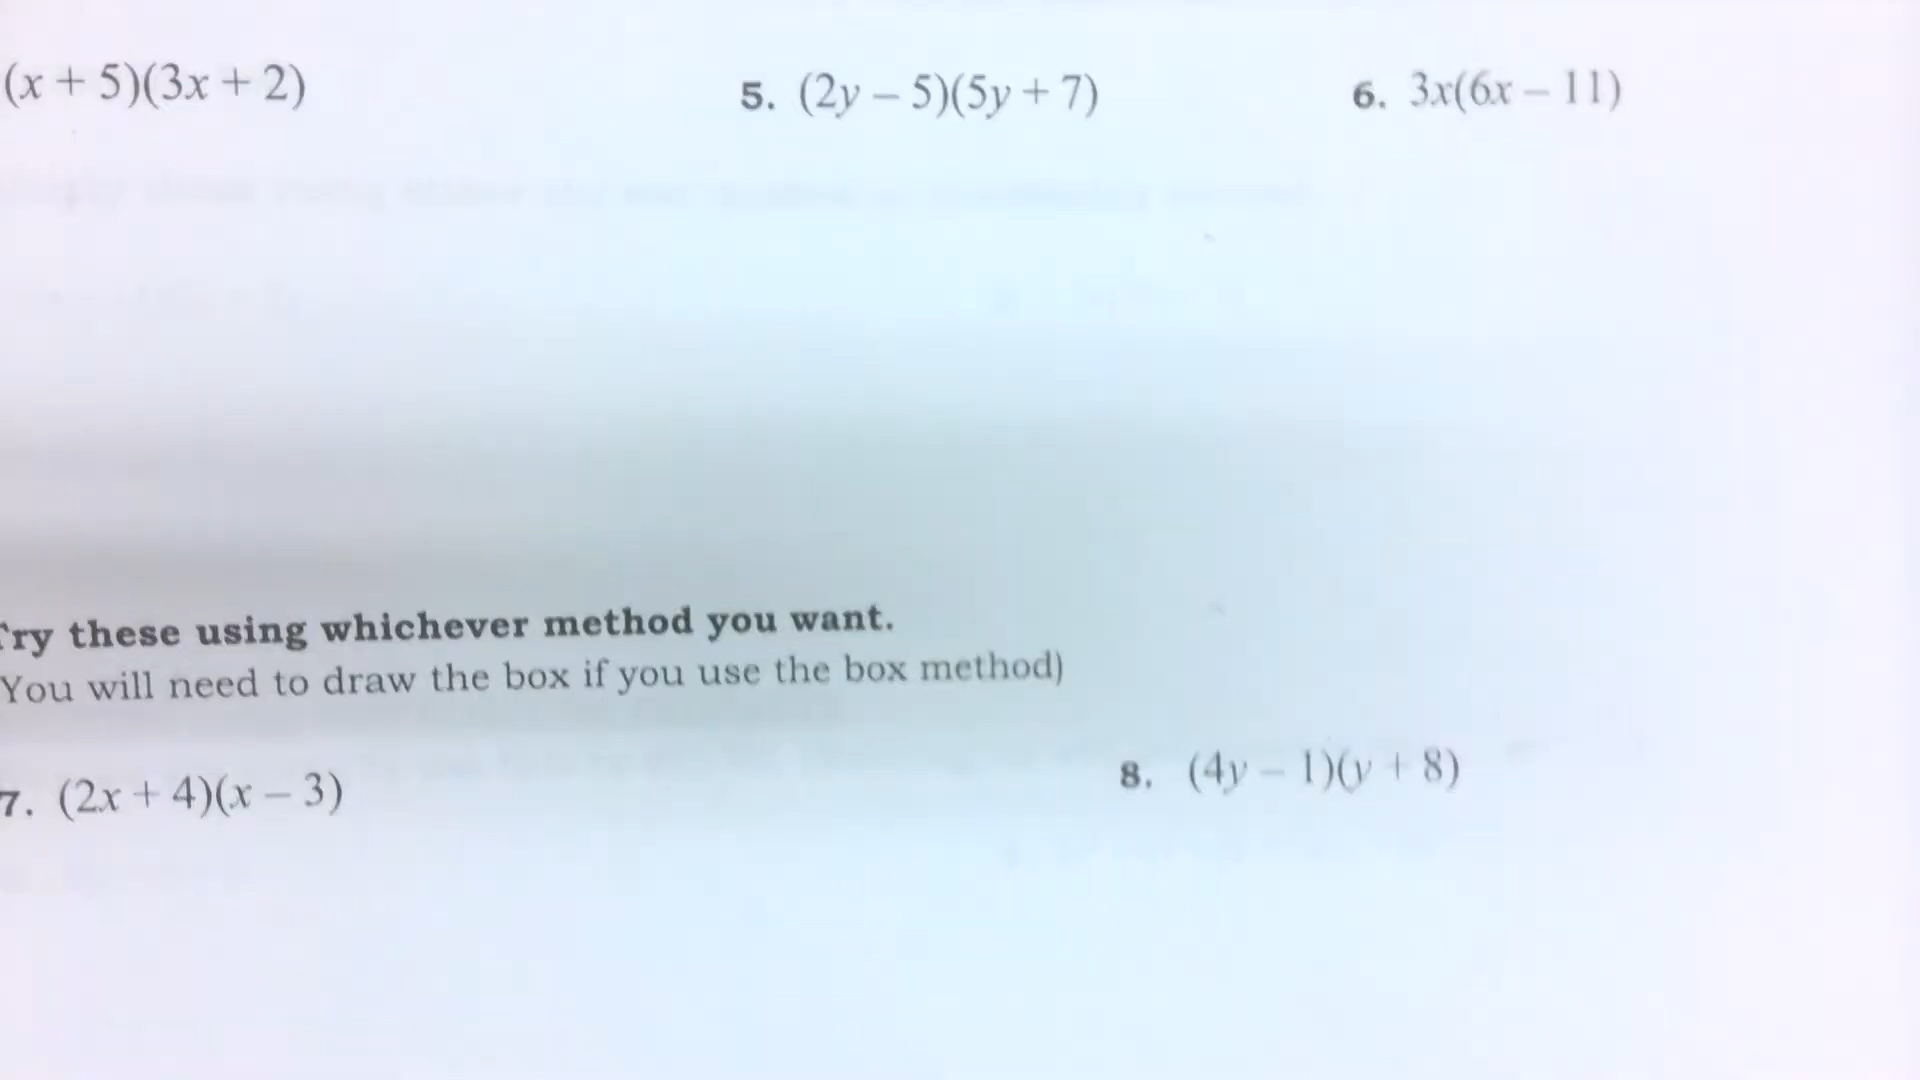 (x + 5)(3x + 2)
5. (2y – 5)(5y + 7)
6. 3x(6x – 11)
Try these using whichever method you want.
You will need to draw the box if you use the box method)
7. (2x + 4)(x – 3)
8. (4y – 1)(y + 8)